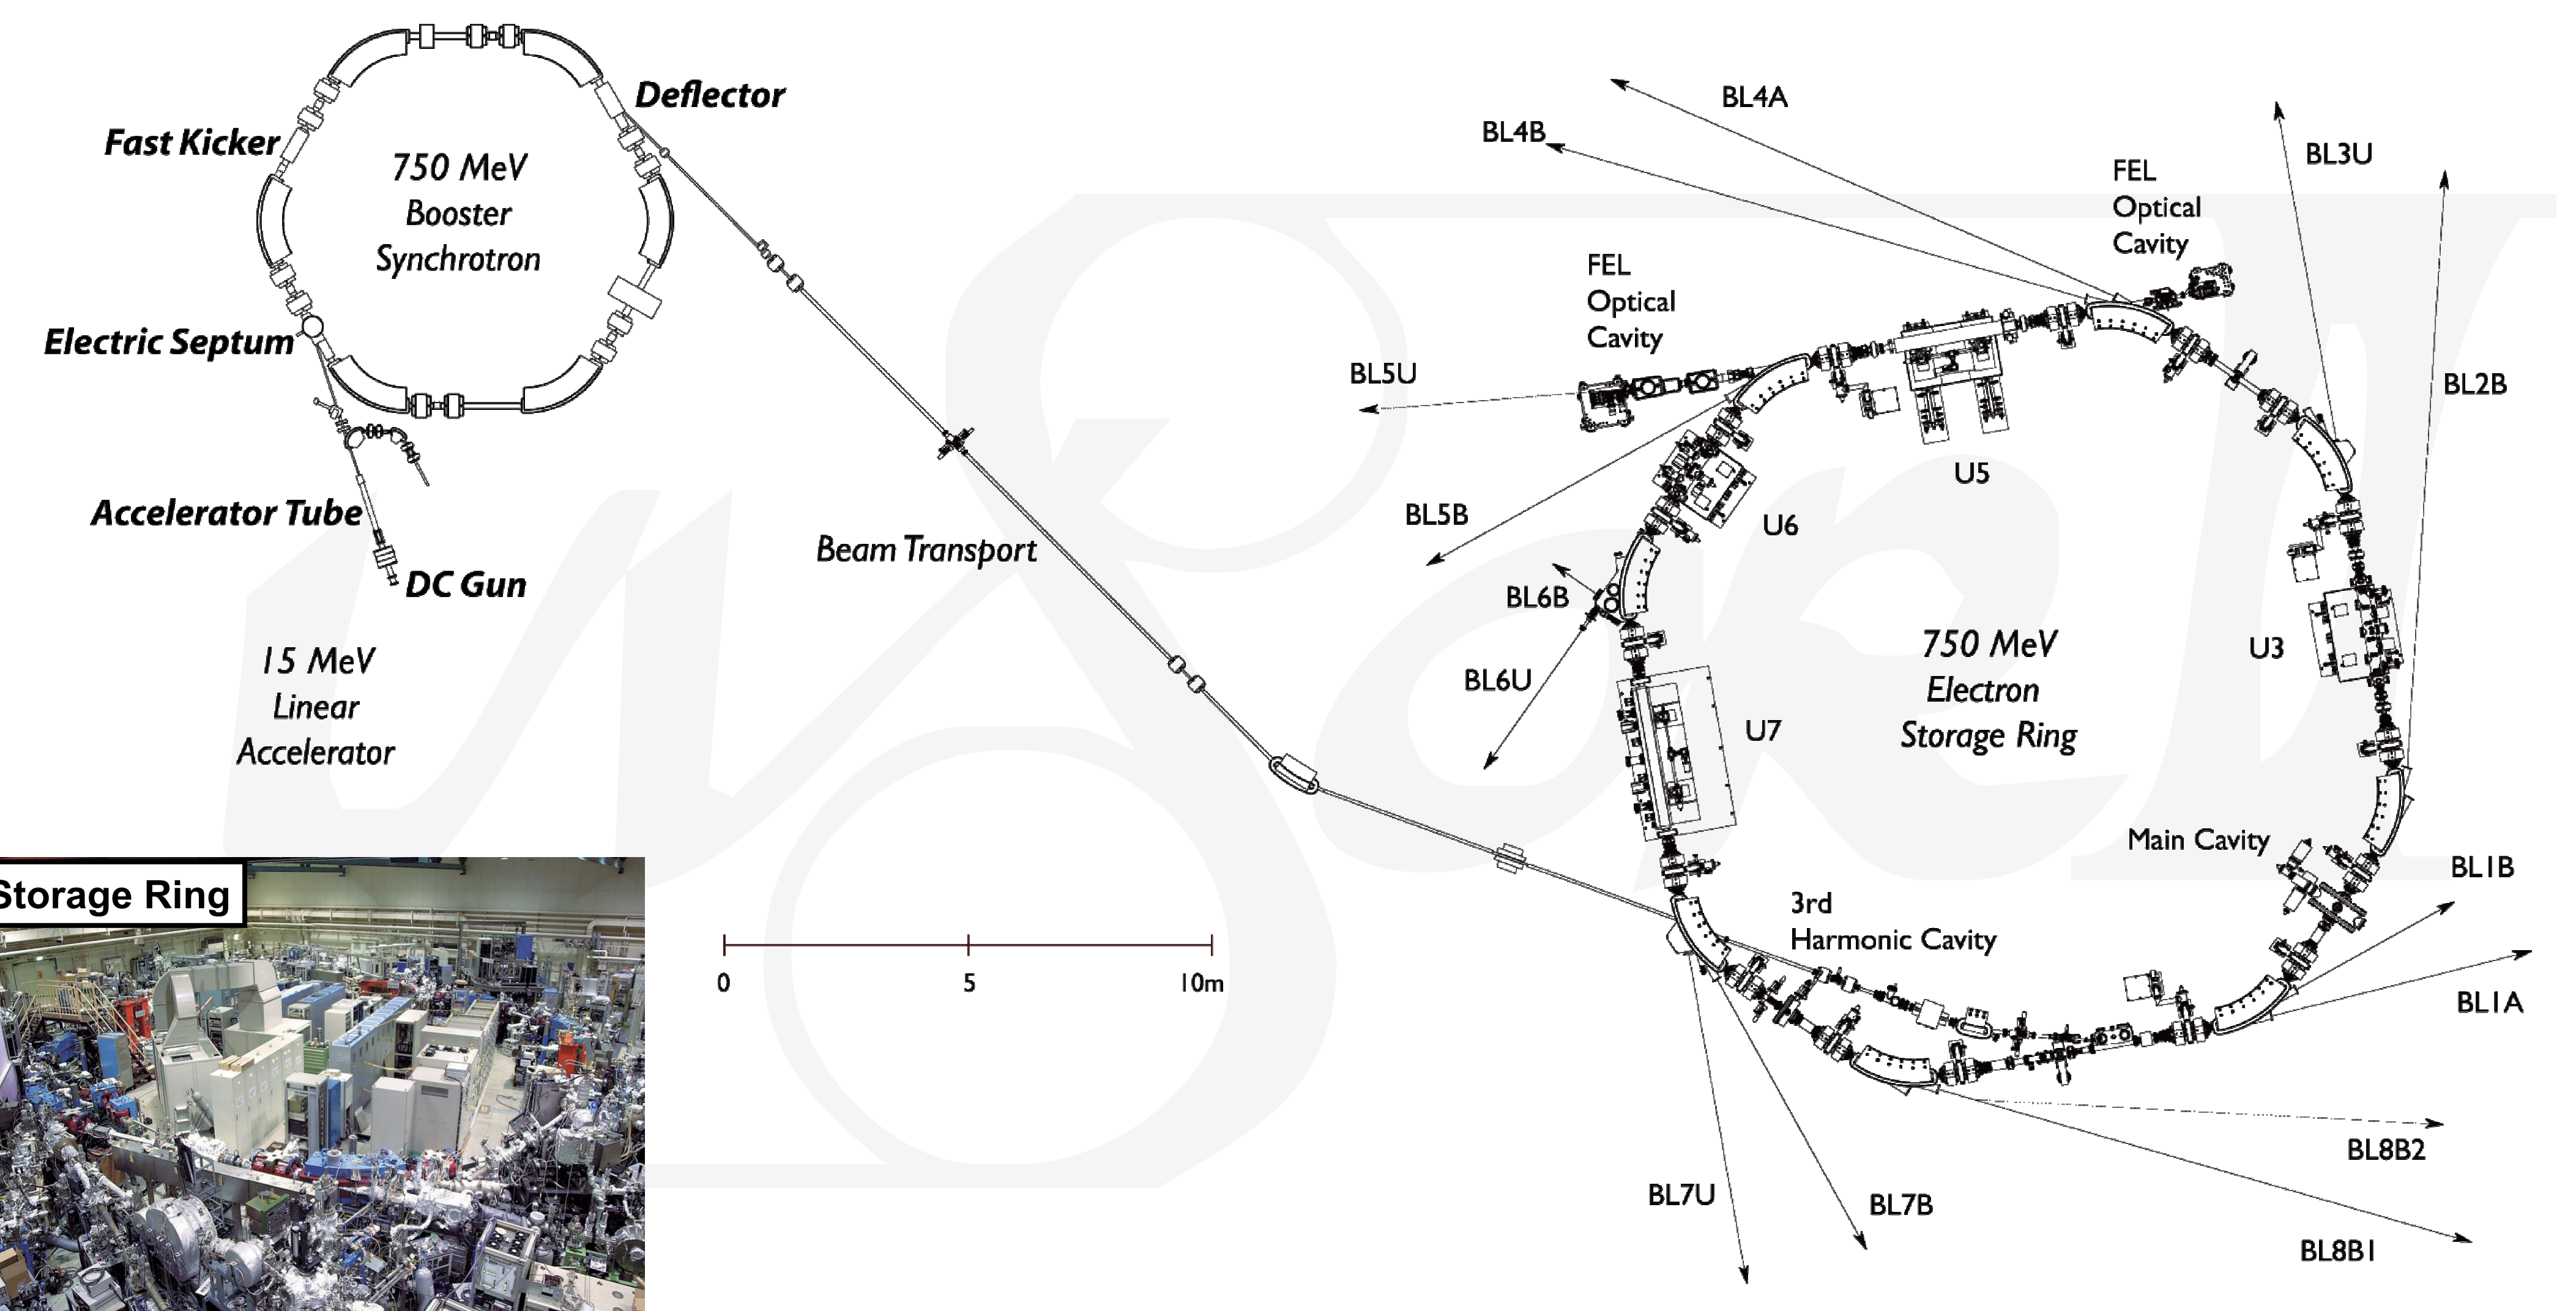 Deflector
Fast Kicker
750 MeV
Booster
Synchrotron
Electric Septum
Accelerator Tube
DC Gun
15 MeV
Linear
Accelerator
Beam Transport
Storage Ring
0
5
10m
BL4A
BL4B
BL3U
FEL
Optical
Cavity
FEL
Optical
Cavity
BL5U
BL2B
U5
BL5B
U6
BL6B
BL6U
U7
750 MeV
Electron
Storage Ring
U3
Main Cavity
BL1B
3rd
Harmonic Cavity
BL1A
BL8B2
BL7U
BL7B
BL8B1